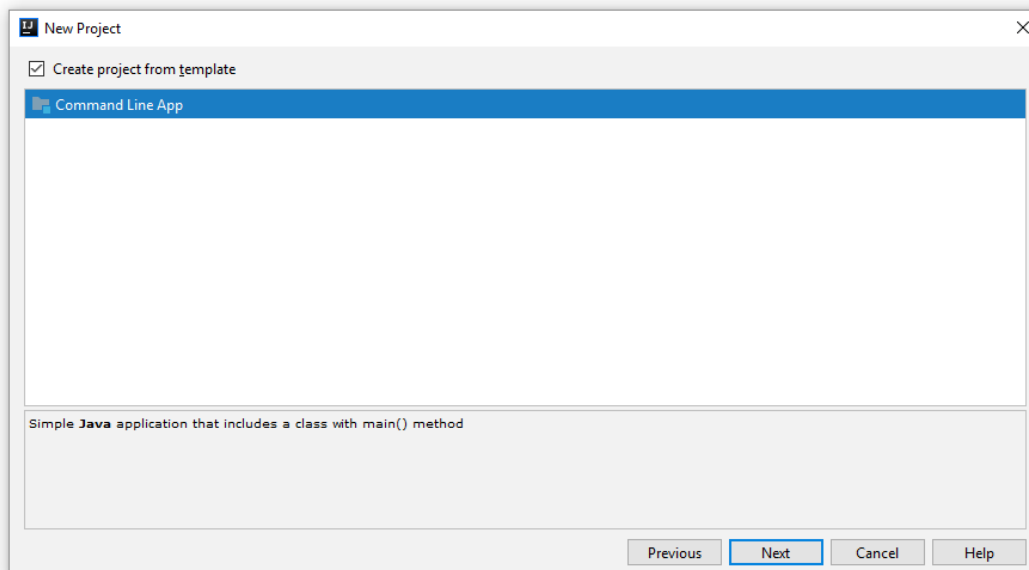 IJ
New Project
Create project from template
Command Line App
Simple Java application that includes a class with main() method
Previous Next Cancel Help